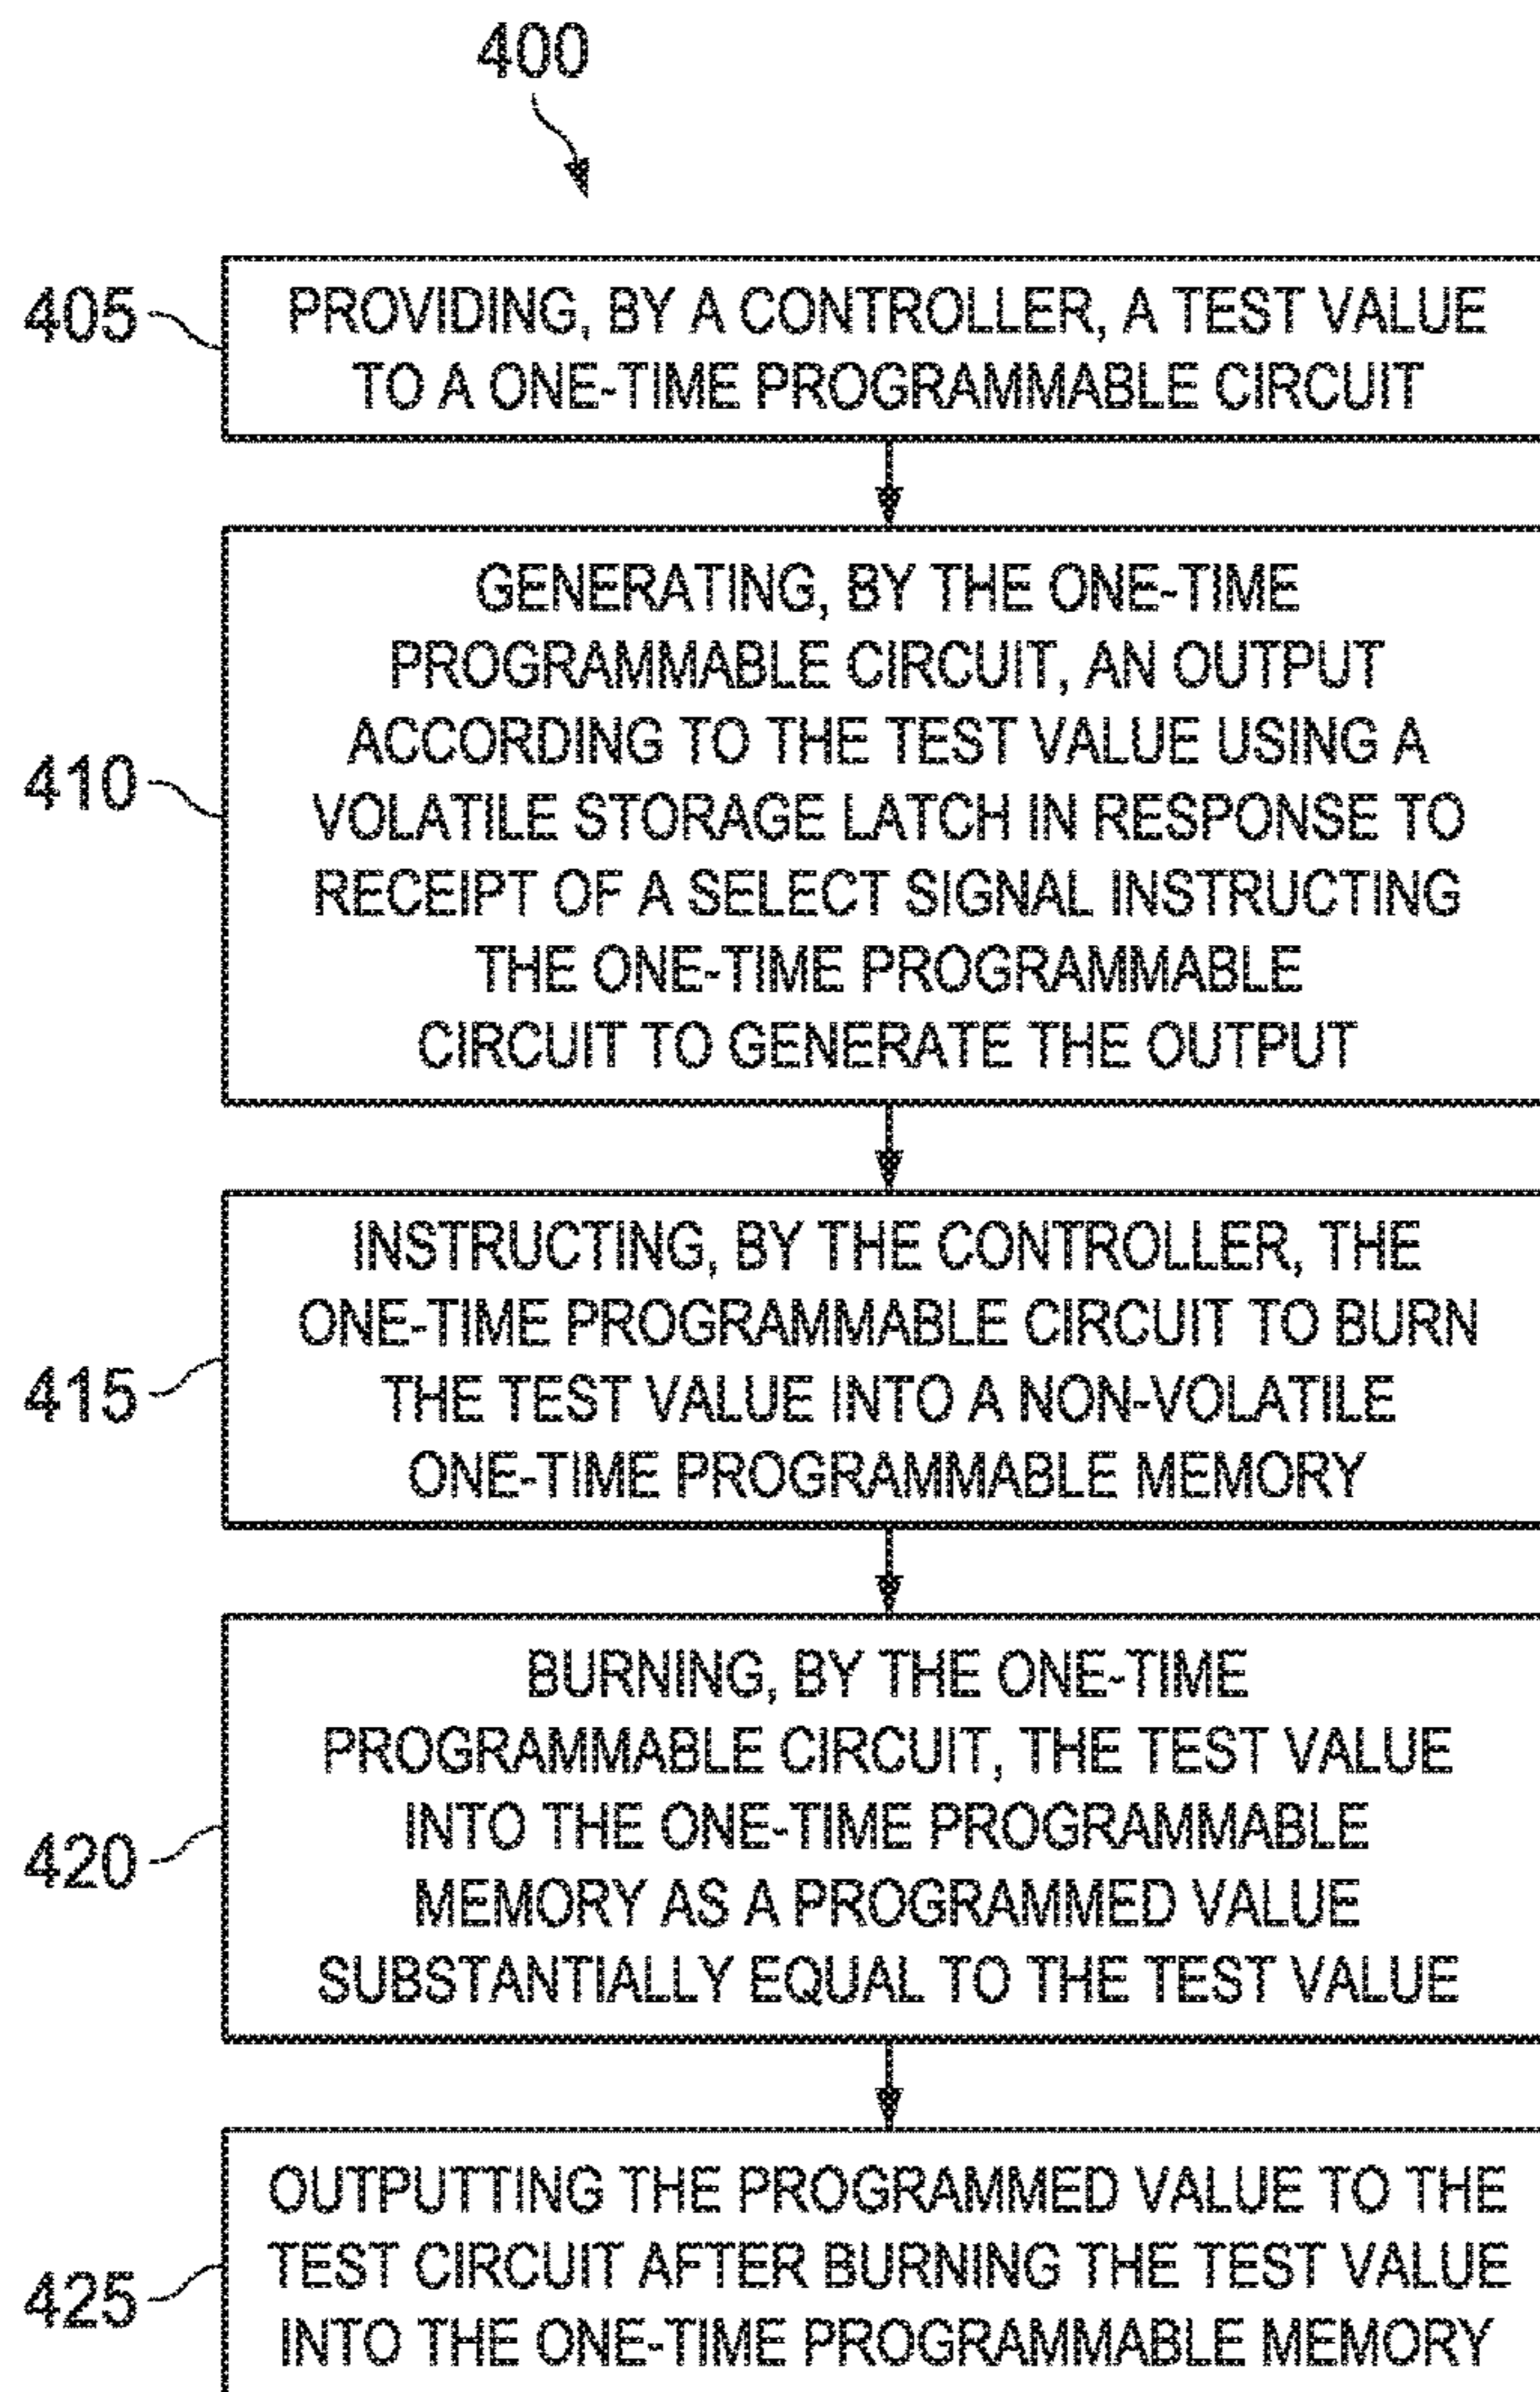 400
405
PROVIDING, BY A CONTROLLER, A TEST VALUE
TO A ONE-TIME PROGRAMMABLE CIRCUIT
410
GENERATING, BY THE ONE-TIME
PROGRAMMABLE CIRCUIT, AN OUTPUT
ACCORDING TO THE TEST VALUE USING A
VOLATILE STORAGE LATCH IN RESPONSE TO
RECEIPT OF A SELECT SIGNAL INSTRUCTING
THE ONE-TIME PROGRAMMABLE
CIRCUIT TO GENERATE THE OUTPUT
415
INSTRUCTING, BY THE CONTROLLER, THE
ONE-TIME PROGRAMMABLE CIRCUIT TO BURN
THE TEST VALUE INTO A NON-VOLATILE
ONE-TIME PROGRAMMABLE MEMORY
420
BURNING, BY THE ONE-TIME
PROGRAMMABLE CIRCUIT, THE TEST VALUE
INTO THE ONE-TIME PROGRAMMABLE
MEMORY AS A PROGRAMMED VALUE
SUBSTANTIALLY EQUAL TO THE TEST VALUE
425
OUTPUTTING THE PROGRAMMED VALUE TO THE
TEST CIRCUIT AFTER BURNING THE TEST VALUE
INTO THE ONE-TIME PROGRAMMABLE MEMORY